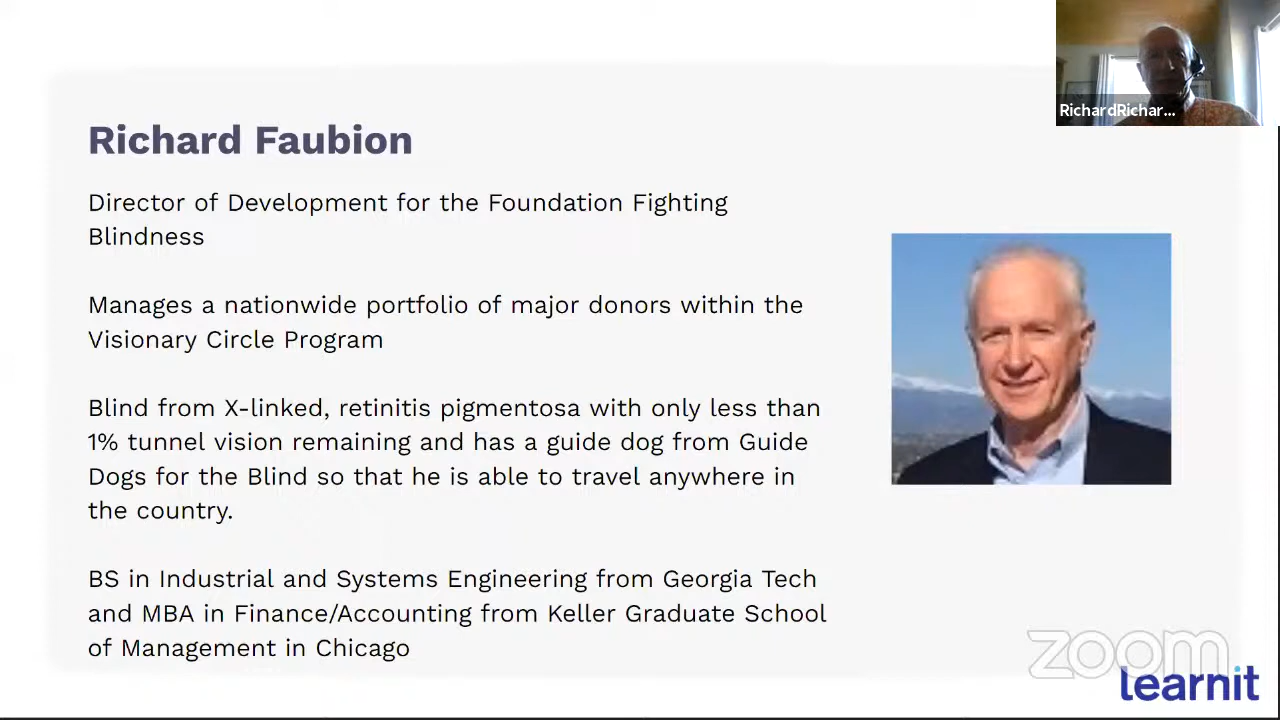 RichardRichar...
Richard Faubion
Director of Development for the Foundation Fighting
Blindness
Manages a nationwide portfolio of major donors within the
Visionary Circle Program
Blind from X-linked, retinitis pigmentosa with only less than
1% tunnel vision remaining and has a guide dog from Guide
Dogs for the Blind so that he is able to travel anywhere in
the country.
BS in Industrial and Systems Engineering from Georgia Tech
and MBA in Finance/Accounting from Keller Graduate School
of Management in Chicago
zoom
learnit